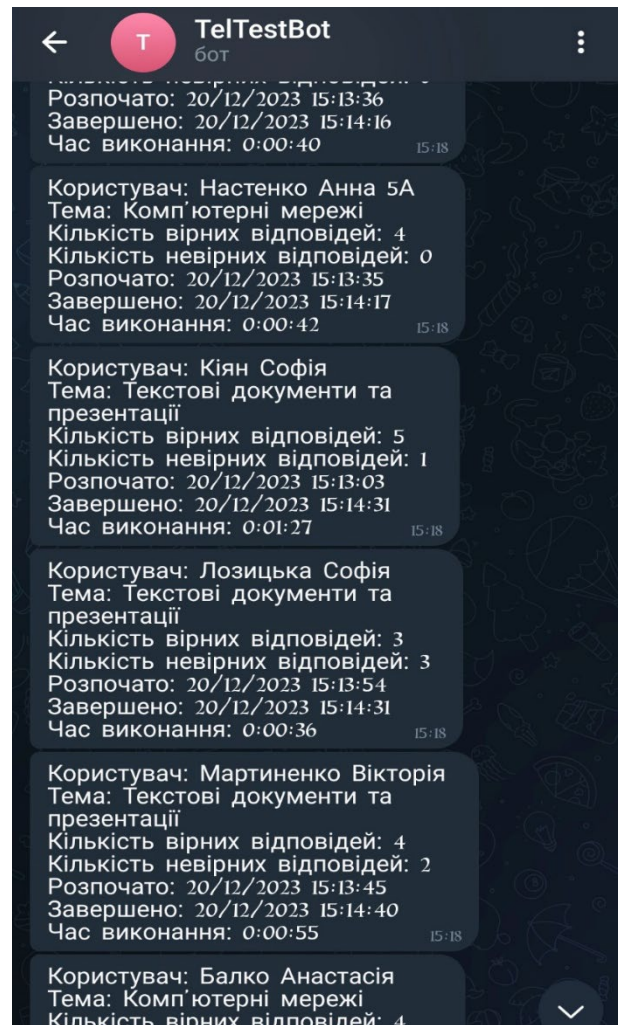 TelTestBot
Т
бот
Кількість невірних відповідей: 0
Розпочато: 20/12/2023 15:13:36
Завершено: 20/12/2023 15:14:16
Час виконання: 0:00:40
15:18
Користувач: Настенко Анна 5А
Тема: Комп'ютерні мережі
Кількість вірних відповідей: 4
Кількість невірних відповідей: 0
Розпочато: 20/12/2023 15:13:35
Завершено: 20/12/2023 15:14:17
Час виконання: 0:00:42
15:18
Користувач: Кіян Софія
Тема: Текстові документи та
презентації
Кількість вірних відповідей: 5
Кількість невірних відповідей: 1
Розпочато: 20/12/2023 15:13:03
Завершено: 20/12/2023 15:14:31
Час виконання: 0:01:27
15:18
Користувач: Лозицька Софія
Тема: Текстові документи та
презентації
Кількість вірних відповідей: 3
Кількість невірних відповідей: 3
Розпочато: 20/12/2023 15:13:54
Завершено: 20/12/2023 15:14:31
Час виконання: 0:00:36
15:18
Користувач: Мартиненко Вікторія
Тема: Текстові документи та
презентації
Кількість вірних відповідей: 4
Кількість невірних відповідей: 2
Розпочато: 20/12/2023 15:13:45
Завершено: 20/12/2023 15:14:40
Час виконання: 0:00:55
15:18
Користувач: Балко Анастасія
Тема: Комп'ютерні мережі
Кількість вірних відповідей: 4